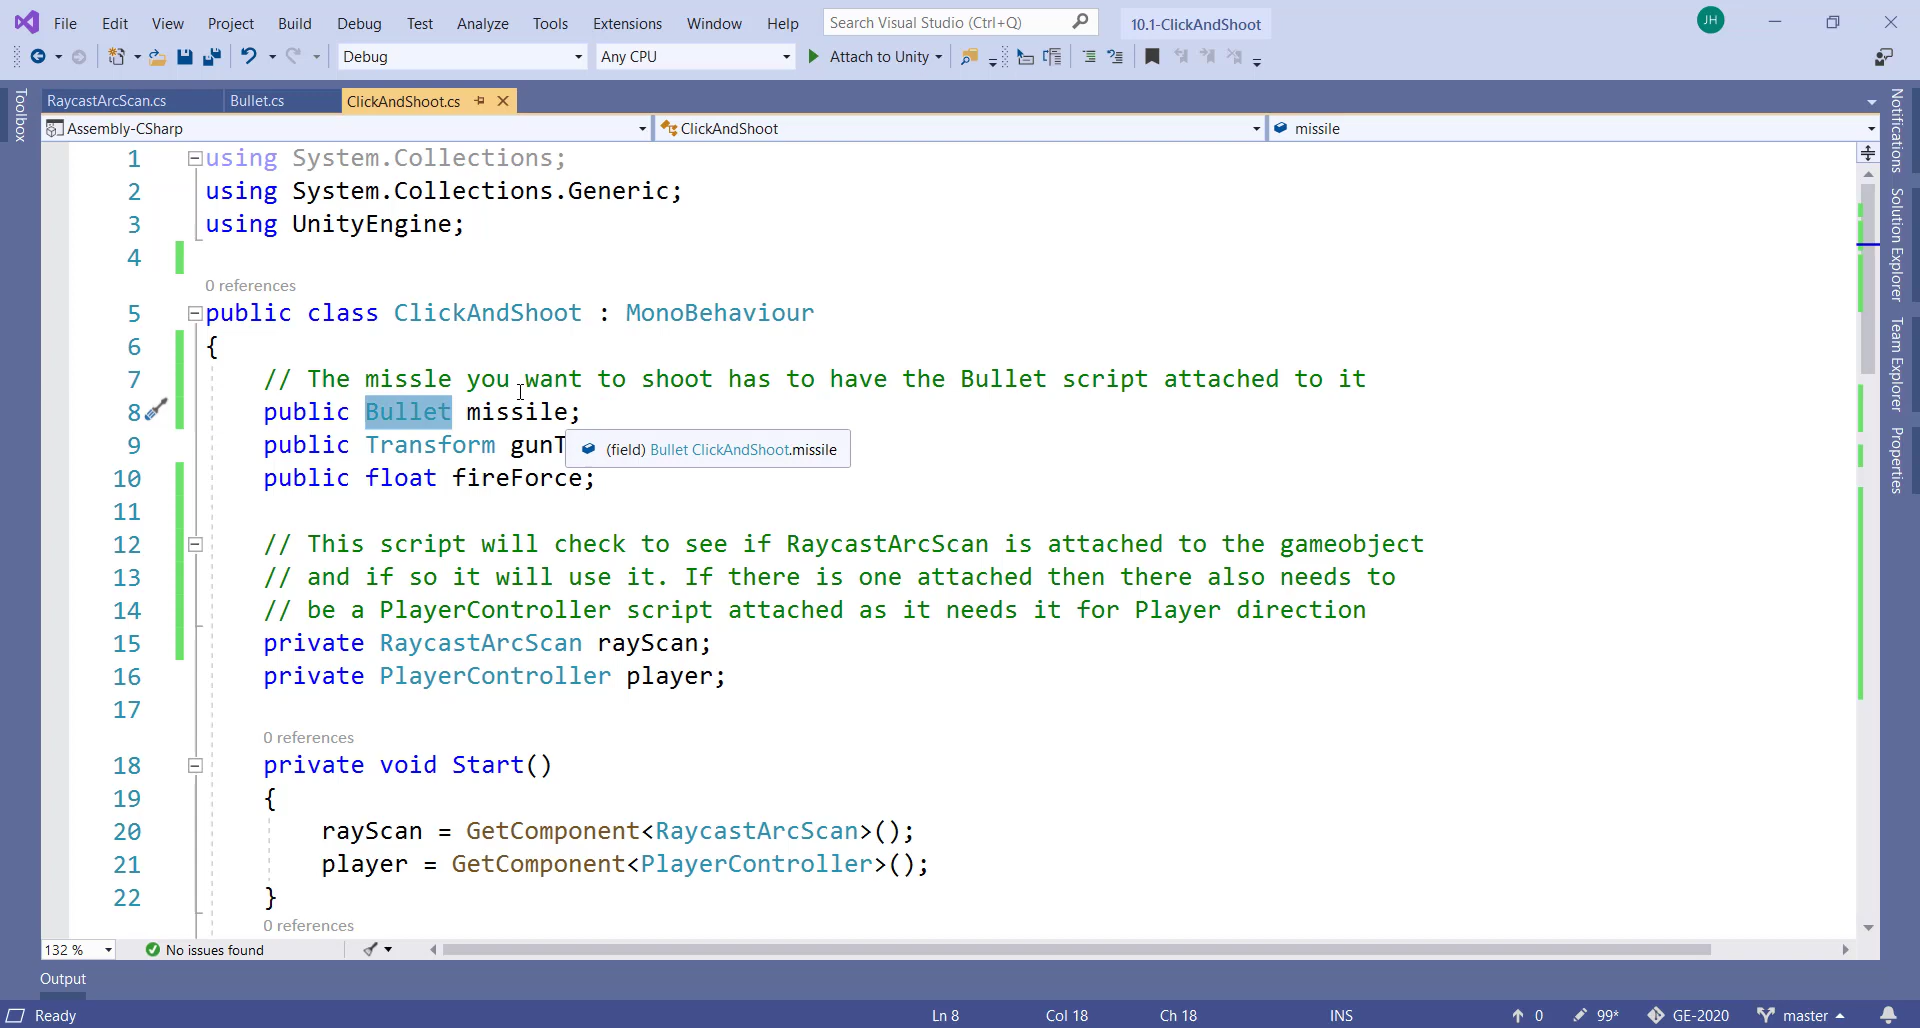 File Edit View Project Build Debug Test Analyze Tools Extensions Window Help Search Visual Studio (Ctrl+Q) 10.1-ClickAndShoot JH
Debug Any CPU Attach to Unity
Toolbox
RaycastArcScan.cs Bullet.cs ClickAndShoot.cs
Assembly-CSharp ClickAndShoot missile
1 using System.Collections;
2 using System.Collections.Generic;
3 using UnityEngine;
4
0 references
5 public class ClickAndShoot : MonoBehaviour
6 {
7 // The missle you want to shoot has to have the Bullet script attached to it
8 public Bullet missile;
9 public Transform gunT
(field) Bullet ClickAndShoot.missile
10 public float fireForce;
11
12 // This script will check to see if RaycastArcScan is attached to the gameobject
13 // and if so it will use it. If there is one attached then there also needs to
14 // be a PlayerController script attached as it needs it for Player direction
15 private RaycastArcScan rayScan;
16 private PlayerController player;
17
0 references
18 private void Start()
19 {
20 rayScan = GetComponent<RaycastArcScan>();
21 player = GetComponent<PlayerController>();
22 }
0 references
Notifications
Solution Explorer
Team Explorer
Properties
132 % No issues found
Output
Ready Ln 8 Col 18 Ch 18 INS 0 99* GE-2020 master